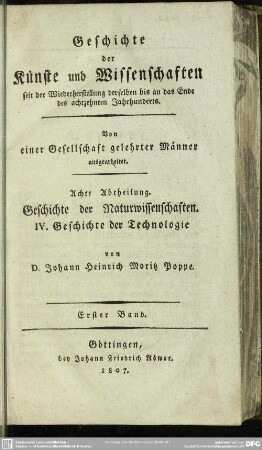 Geschichte
der
Künste und Wissenschaften
seit der Wiederherstellung derselben bis an das Ende
des achtzehnten Jahrhunderts.
Von
einer Gesellschaft gelehrter Männer
ausgearbeitet.
Achte Abtheilung.
Geschichte der Naturwissenschaften.
IV. Geschichte der Technologie
von
D. Johann Heinrich Moritz Poppe.
Erster Band.
Göttingen,
bey Johann Friedrich Röwer.
1807.
DFG